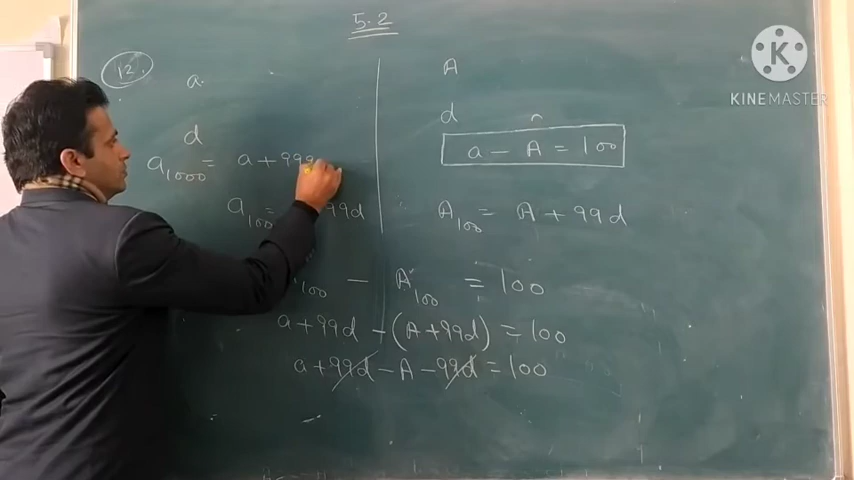 5.2
12.
a
d
a1000 = a + 999
a100 = 99d
A
d
a - A = 100
A100 = A + 99d
100 - A100 = 100
a + 99d - (A + 99d) = 100
a + 99d - A - 99d = 100
K
KINEMASTER